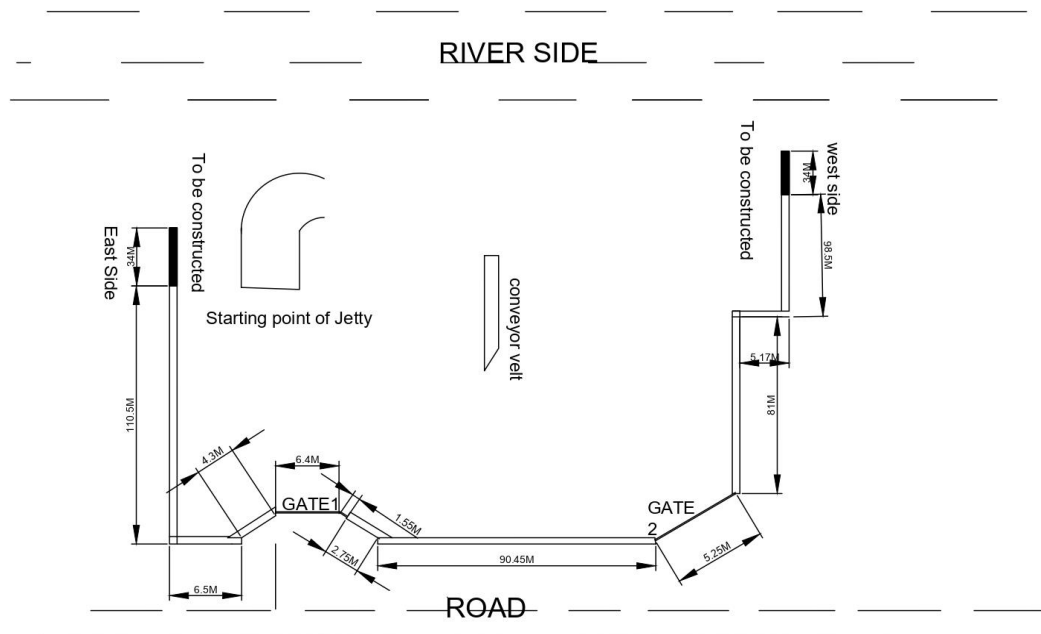 RIVER SIDE
To be constructed
west side
34M
To be constructed
East Side
34M
98.5M
Starting point of Jetty
conveyor velt
5.17M
81M
110.5M
4.3M
6.4M
GATE1
GATE
2
1.55M
2.75M
90.45M
5.25M
6.5M
ROAD